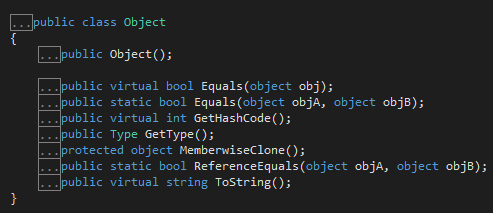 ...public class Object
{
...public Object();
...public virtual bool Equals(object obj);
...public static bool Equals(object objA, object objB);
...public virtual int GetHashCode();
...public Type GetType();
...protected object MemberwiseClone();
...public static bool ReferenceEquals(object objA, object objB);
...public virtual string ToString();
}